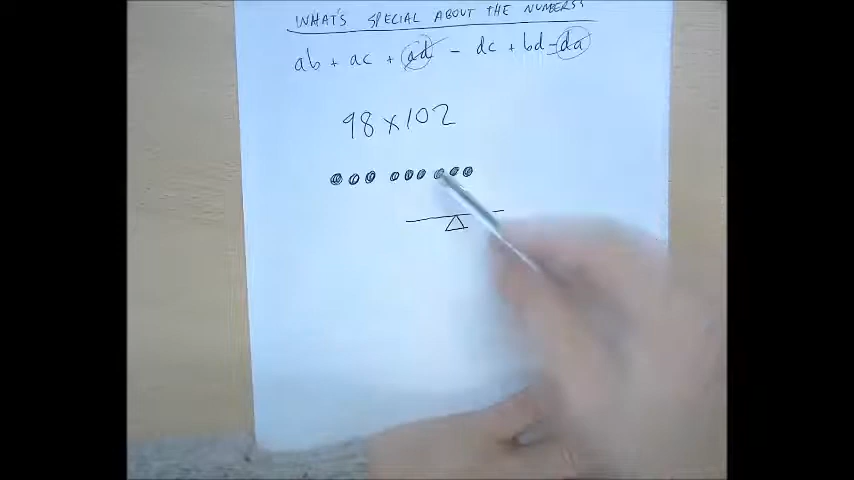 WHAT'S SPECIAL ABOUT THE NUMBERS?
ab + ac + ad - dc + bd - da
98 x 102